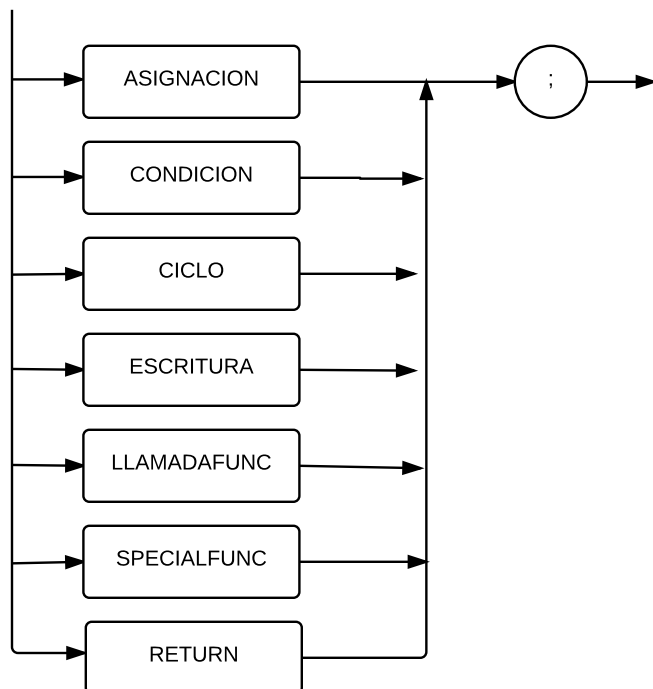 ASIGNACION
;
CONDICION
CICLO
ESCRITURA
LLAMADAFUNC
SPECIALFUNC
RETURN